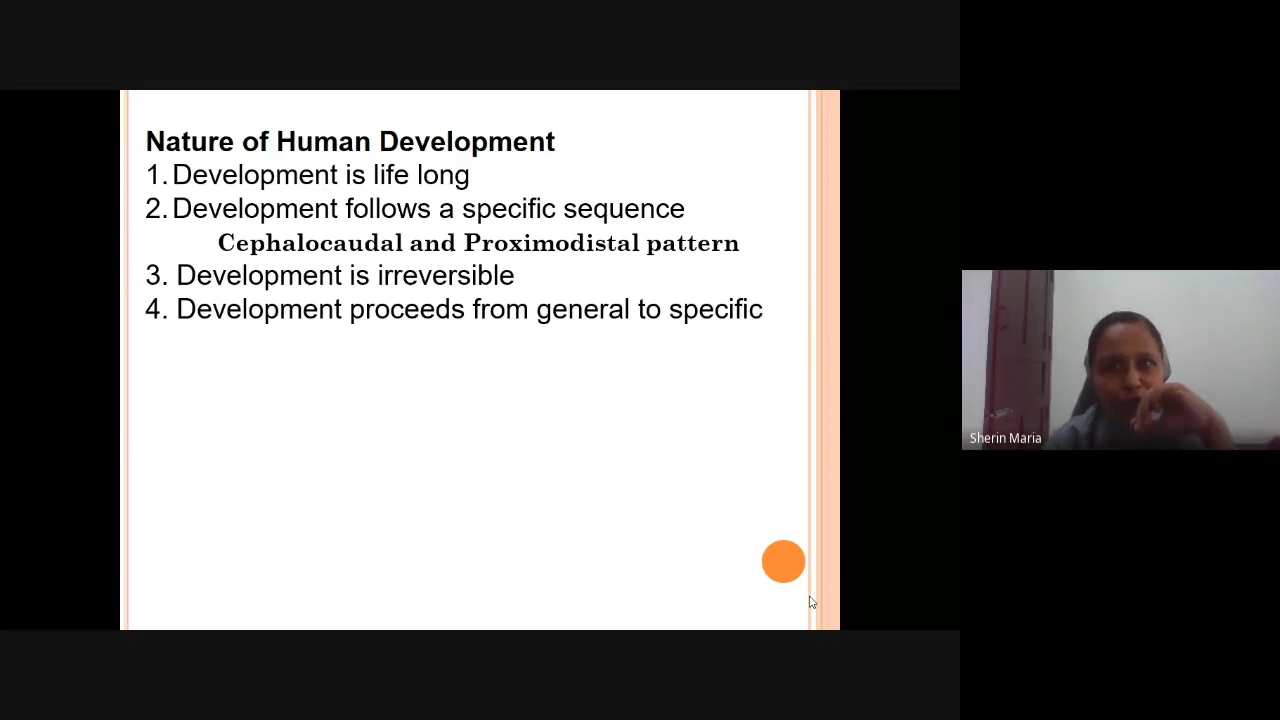 Nature of Human Development
1. Development is life long
2. Development follows a specific sequence
Cephalocaudal and Proximodistal pattern
3. Development is irreversible
4. Development proceeds from general to specific
Sherin Maria